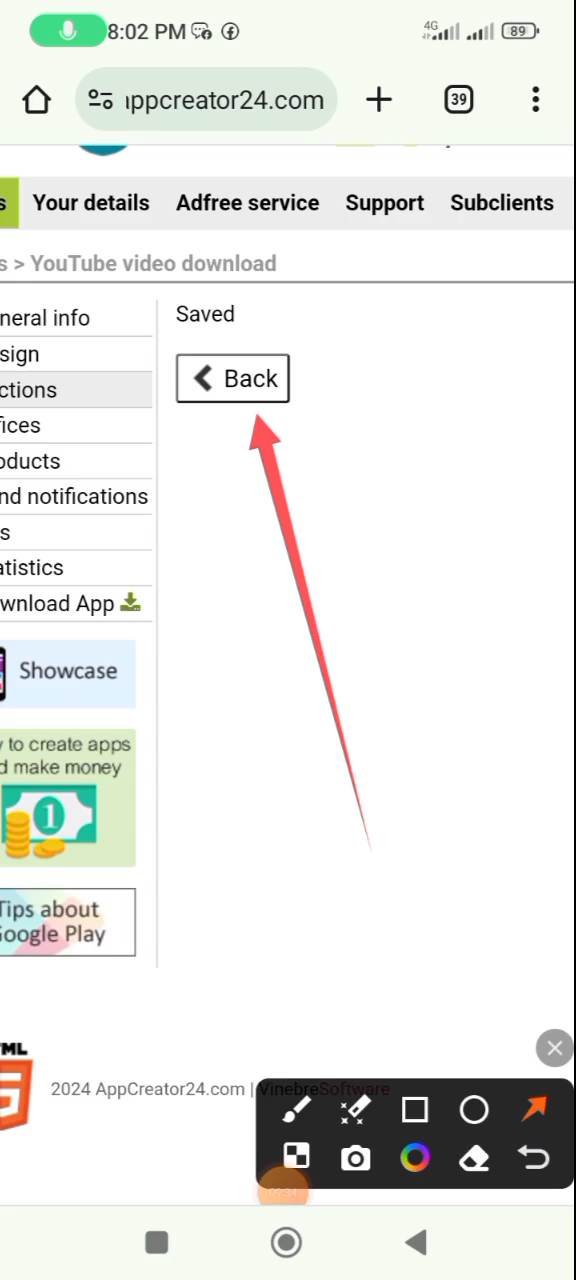 8:02 PM
4G
89
appcreator24.com
39
s
Your details
Adfree service
Support
Subclients
s > YouTube video download
neral info
sign
ctions
fices
oducts
nd notifications
s
atistics
wnload App
Saved
Back
Showcase
y to create apps
d make money
1
Tips about
Google Play
TML
2024 AppCreator24.com | VinebreSoftware